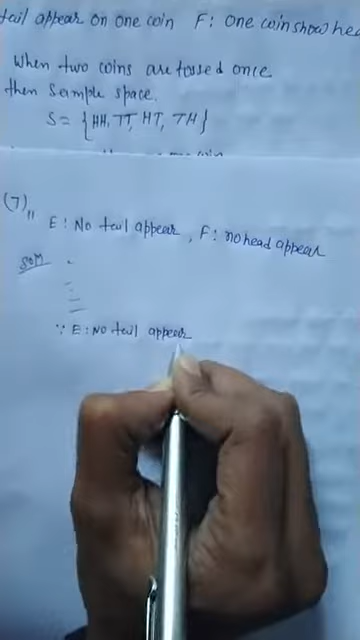 tail appear on one coin F: One coin show hea
When two coins are tossed once
then sample space.
S = {HH, TT, HT, TH}
(7)
E: No tail appear, F: no head appear
Solⁿ
∵ E: No tail appear